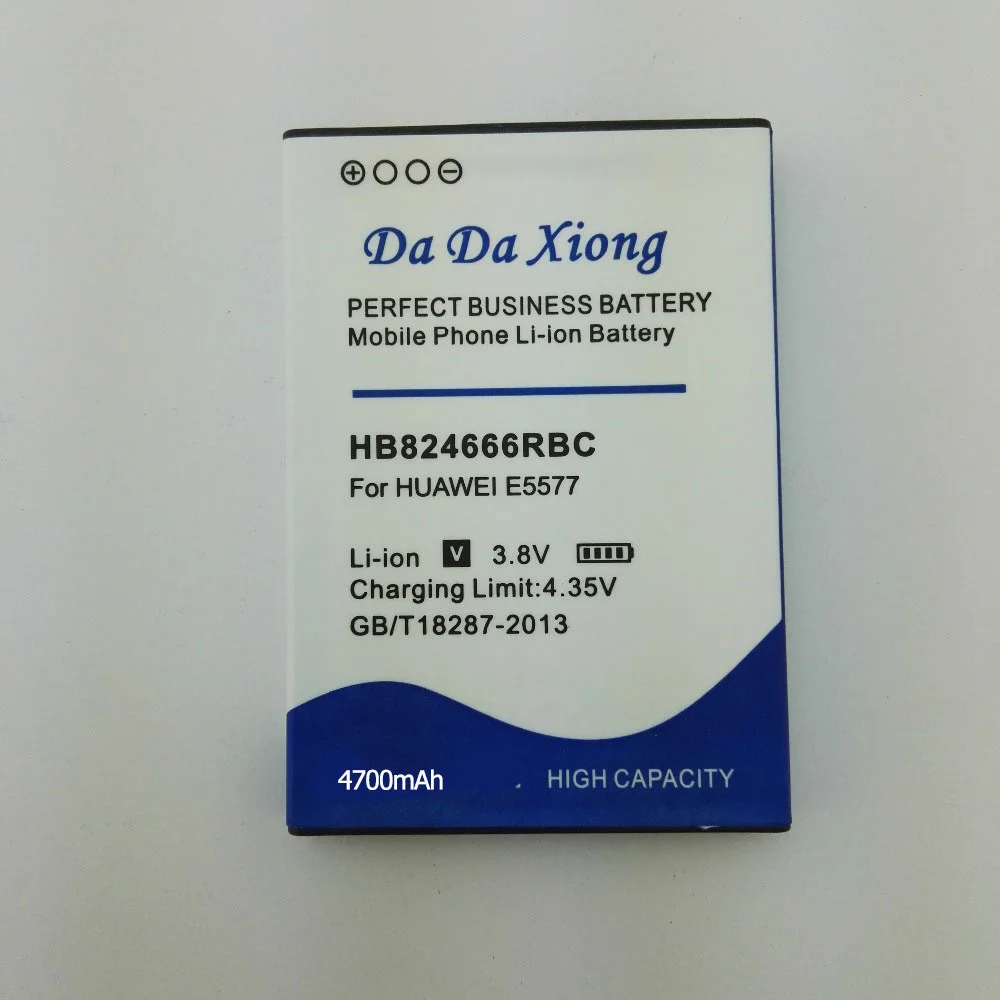 Da Da Xiong
PERFECT BUSINESS BATTERY
Mobile Phone Li-ion Battery
HB824666RBC
For HUAWEI E5577
Li-ion V 3.8V
Charging Limit:4.35V
GB/T18287-2013
4700mAh HIGH CAPACITY